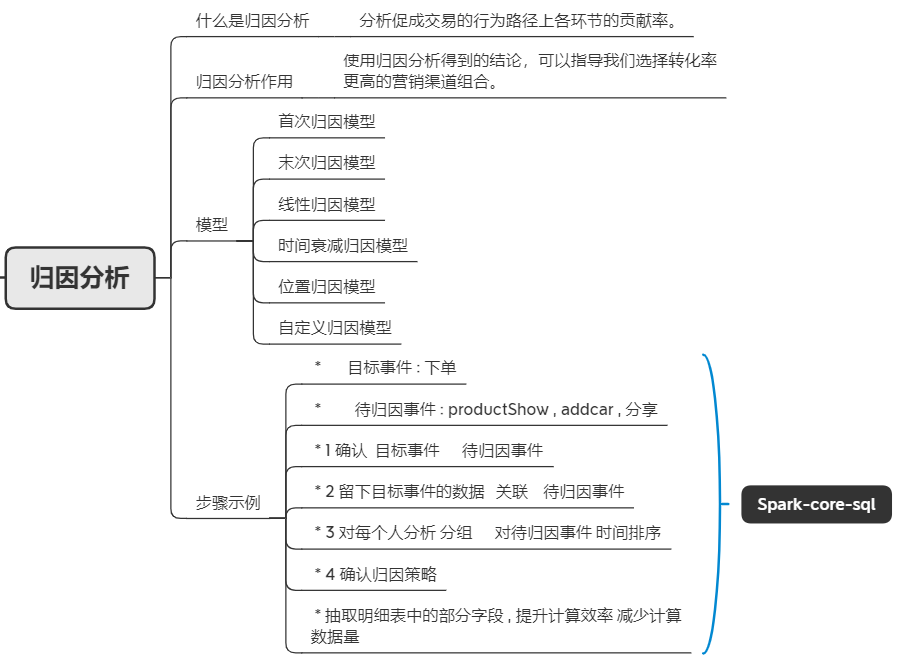 什么是归因分析
分析促成交易的行为路径上各环节的贡献率。
归因分析作用
使用归因分析得到的结论，可以指导我们选择转化率
更高的营销渠道组合。
模型
首次归因模型
末次归因模型
线性归因模型
时间衰减归因模型
位置归因模型
自定义归因模型
归因分析
步骤示例
* 目标事件 : 下单
* 待归因事件 : productShow , addcar , 分享
* 1 确认 目标事件 待归因事件
* 2 留下目标事件的数据 关联 待归因事件
* 3 对每个人分析 分组 对待归因事件 时间排序
* 4 确认归因策略
* 抽取明细表中的部分字段 , 提升计算效率 减少计算
数据量
Spark-core-sql